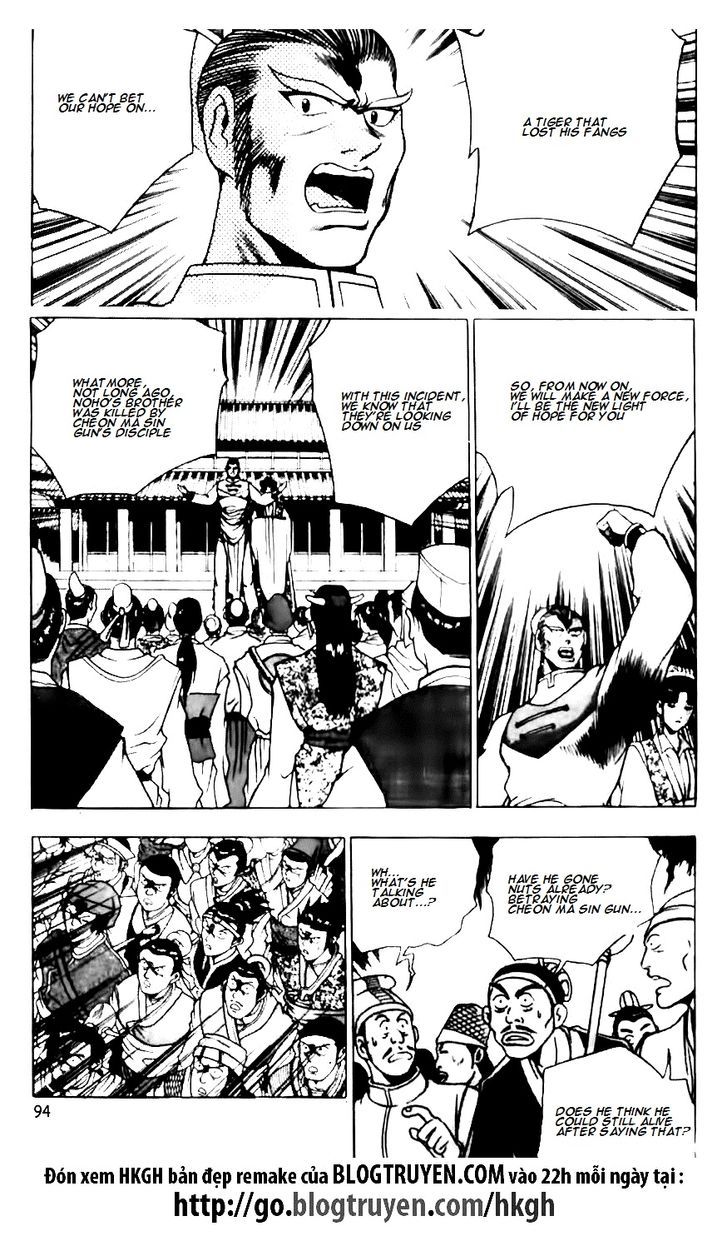 WE CAN'T BET
OUR HOPE ON...
A TIGER THAT
LOST HIS FANGS
WHAT MORE,
NOT LONG AGO,
NOHO'S BROTHER
WAS KILLED BY
CHEON MA SIN
GUN'S DISCIPLE
WITH THIS INCIDENT,
WE KNOW THAT
THEY'RE LOOKING
DOWN ON US
SO, FROM NOW ON,
WE WILL MAKE A NEW FORCE,
I'LL BE THE NEW LIGHT
OF HOPE FOR YOU
WH...
WHAT'S HE
TALKING
ABOUT...?
HAVE HE GONE
NUTS ALREADY?
BETRAYING
CHEON MA SIN GUN...
DOES HE THINK HE
COULD STILL ALIVE
AFTER SAYING THAT?
94
Đón xem HKGH bản đẹp remake của BLOGTRUYEN.COM vào 22h mỗi ngày tại :
http://go.blogtruyen.com/hkgh